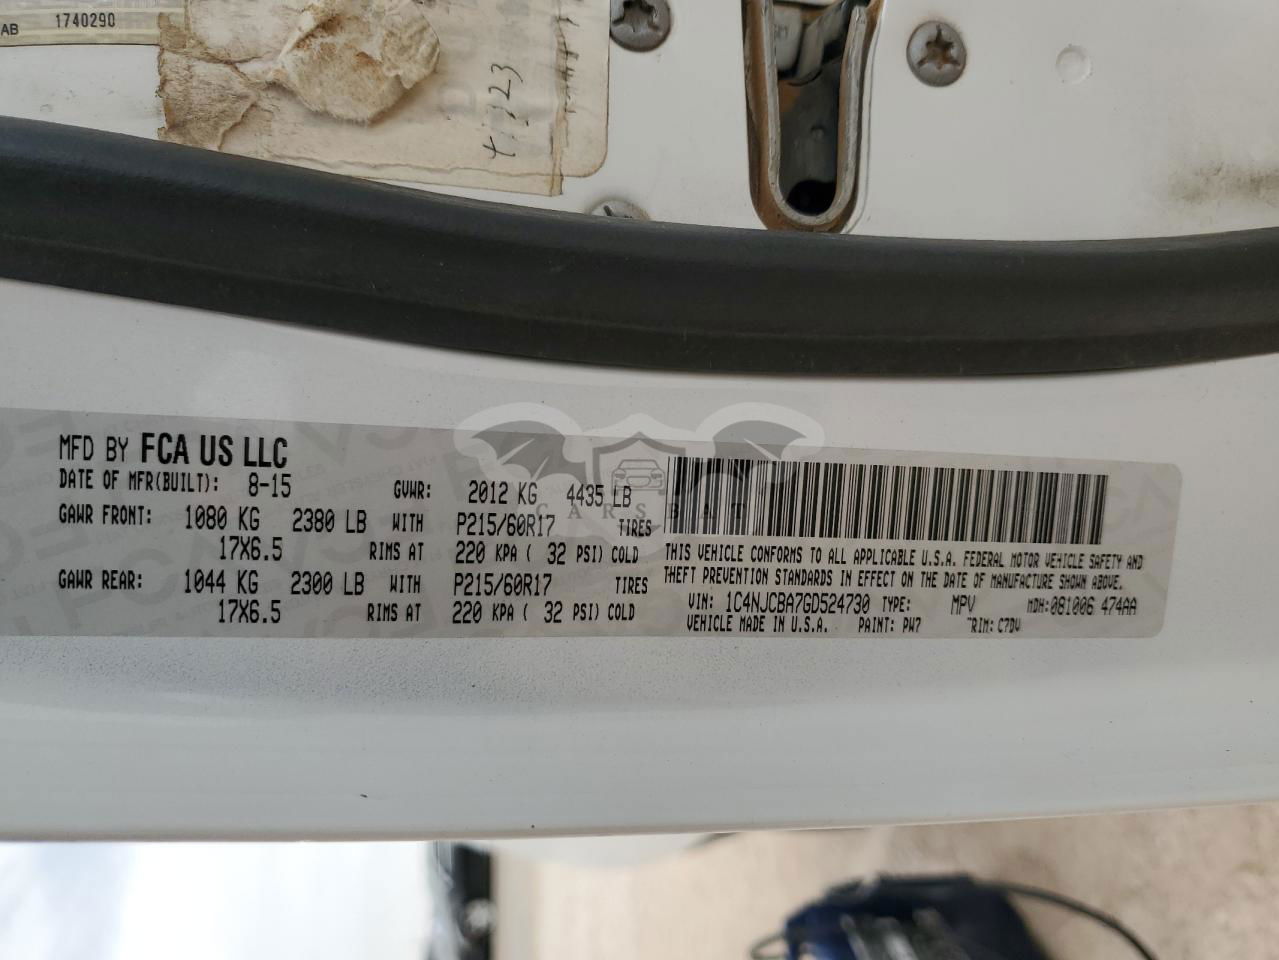 AB 1740290
4 1 23
MFD BY FCA US LLC
DATE OF MFR(BUILT): 8-15 GVWR: 2012 KG 4435 LB
GAWR FRONT: 1080 KG 2380 LB WITH P215/60R17 TIRES
17X6.5 RIMS AT 220 KPA ( 32 PSI) COLD
GAWR REAR: 1044 KG 2300 LB WITH P215/60R17 TIRES
17X6.5 RIMS AT 220 KPA ( 32 PSI) COLD
CARSBAT
THIS VEHICLE CONFORMS TO ALL APPLICABLE U.S.A. FEDERAL MOTOR VEHICLE SAFETY AND
THEFT PREVENTION STANDARDS IN EFFECT ON THE DATE OF MANUFACTURE SHOWN ABOVE.
VIN: 1C4NJCBA7GD524730 TYPE: MPV MDH: 081006 474AA
VEHICLE MADE IN U.S.A. PAINT: PW7 TRIM: C7DV